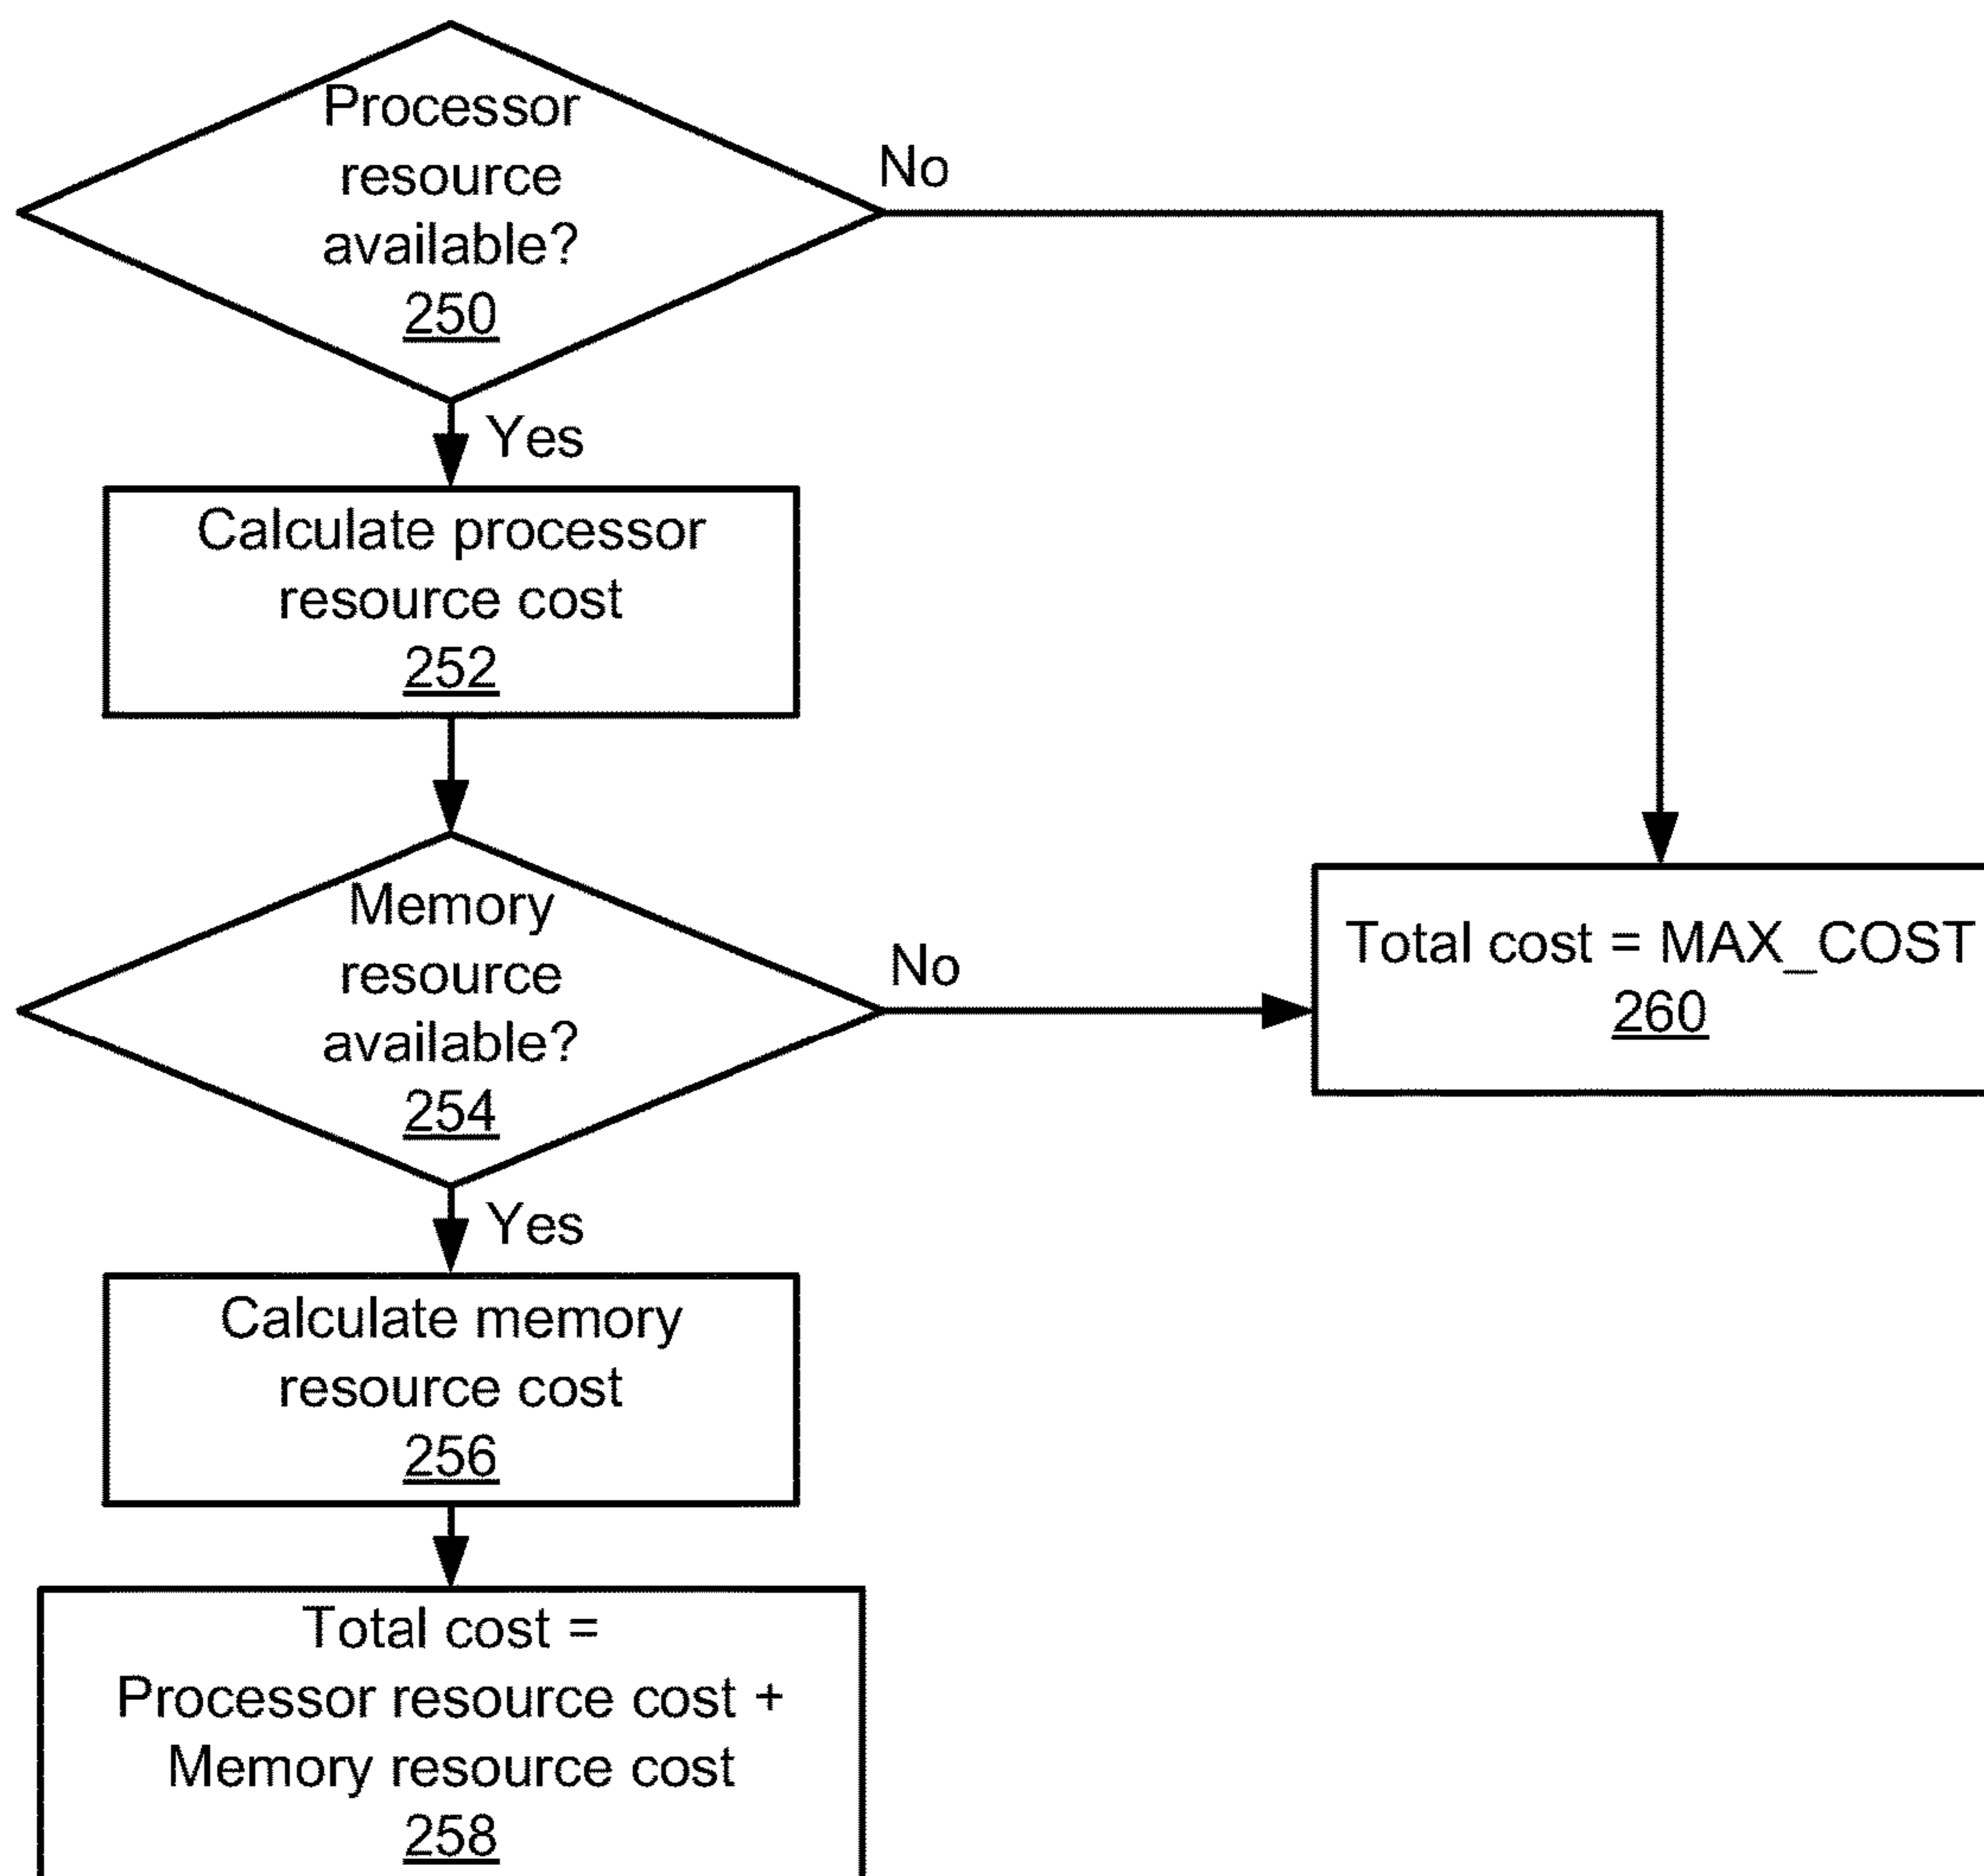 Processor
resource
available?
250
No
Yes
Calculate processor
resource cost
252
Memory
resource
available?
254
No
Total cost = MAX_COST
260
Yes
Calculate memory
resource cost
256
Total cost =
Processor resource cost +
Memory resource cost
258